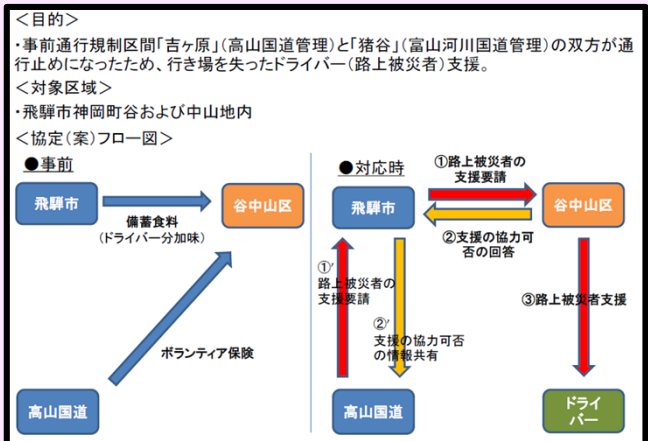 ＜目的＞
・事前通行規制区間｢吉ヶ原｣(高山国道管理)と｢猪谷｣(富山河川国道管理)の双方が通
行止めになったため、行き場を失ったドライバー(路上被災者)支援。
＜対象区域＞
・飛騨市神岡町谷および中山地内
＜協定(案)フロー図＞
●事前
飛騨市
谷中山区
備蓄食料
(ドライバー分加味)
ボランティア保険
高山国道
●対応時
①路上被災者の
支援要請
飛騨市
谷中山区
②支援の協力可
否の回答
①’
路上被災者の
支援要請
③路上被災者支援
②’
支援の協力可否
の情報共有
高山国道
ドライ
バー